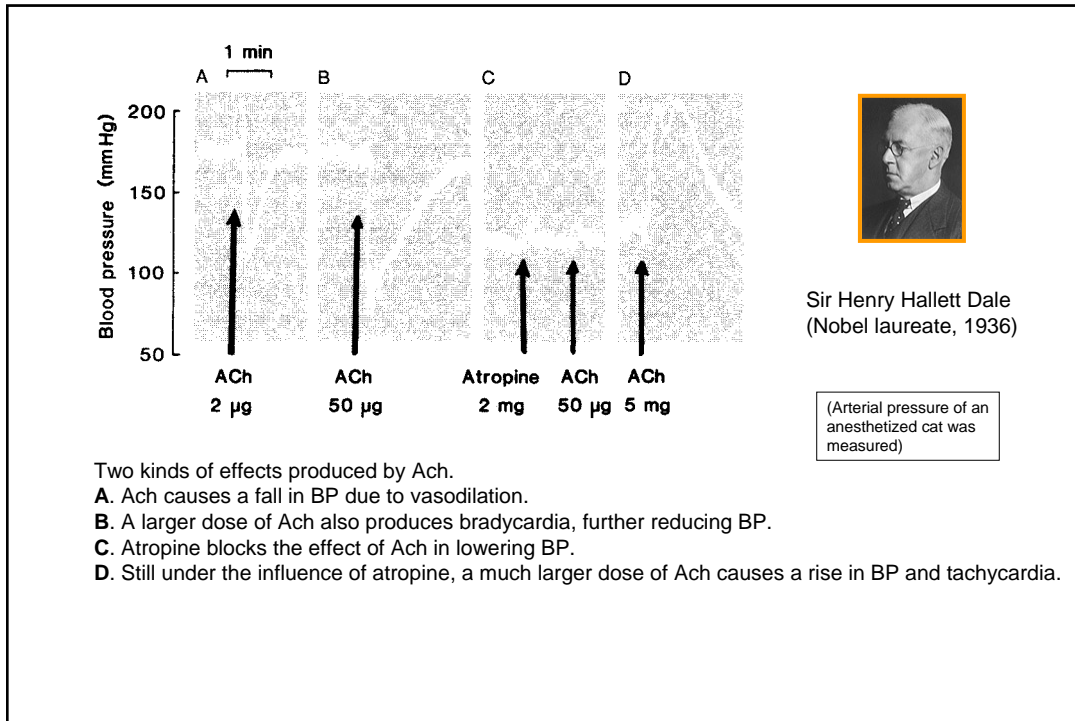 1 min
A
B
C
D
Blood pressure (mmHg)
200
150
100
50
ACh
2 µg
ACh
50 µg
Atropine
2 mg
ACh
50 µg
ACh
5 mg
Sir Henry Hallett Dale
(Nobel laureate, 1936)
(Arterial pressure of an
anesthetized cat was
measured)
Two kinds of effects produced by Ach.
A. Ach causes a fall in BP due to vasodilation.
B. A larger dose of Ach also produces bradycardia, further reducing BP.
C. Atropine blocks the effect of Ach in lowering BP.
D. Still under the influence of atropine, a much larger dose of Ach causes a rise in BP and tachycardia.